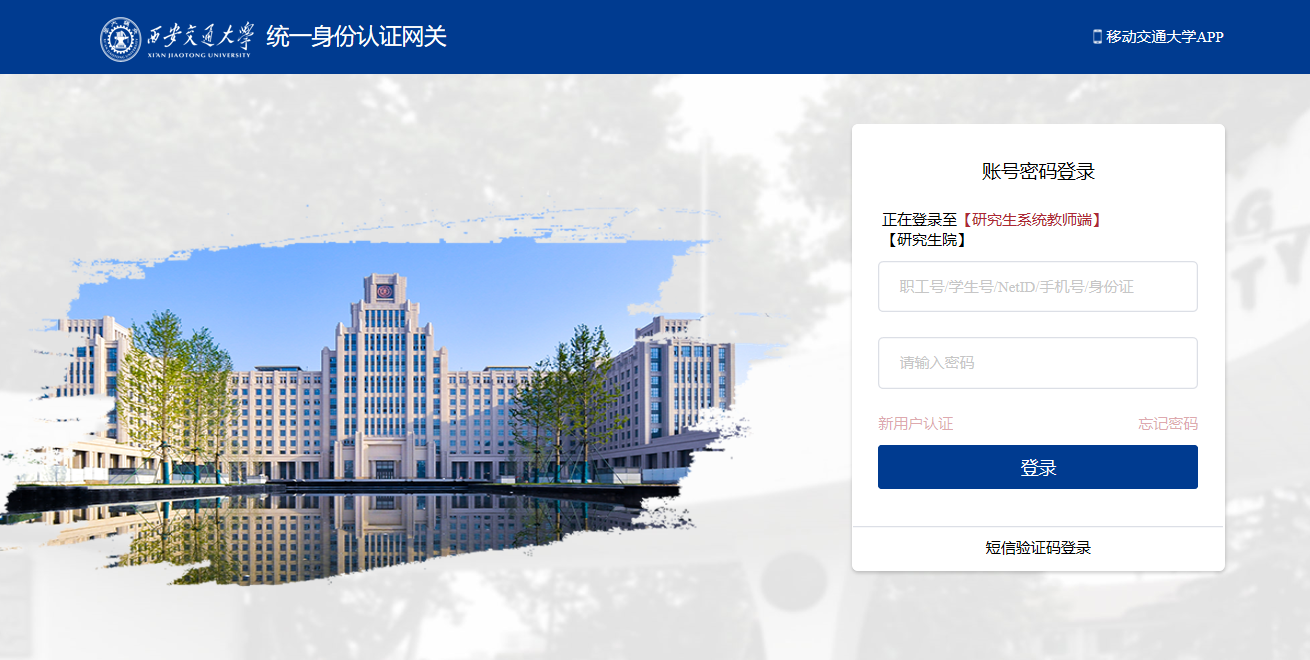 西安交通大学
XI'AN JIAOTONG UNIVERSITY
统一身份认证网关
移动交通大学APP
账号密码登录
正在登录至【研究生系统教师端】
【研究生院】
职工号/学生号/NetID/手机号/身份证
请输入密码
新用户认证 忘记密码
登录
短信验证码登录